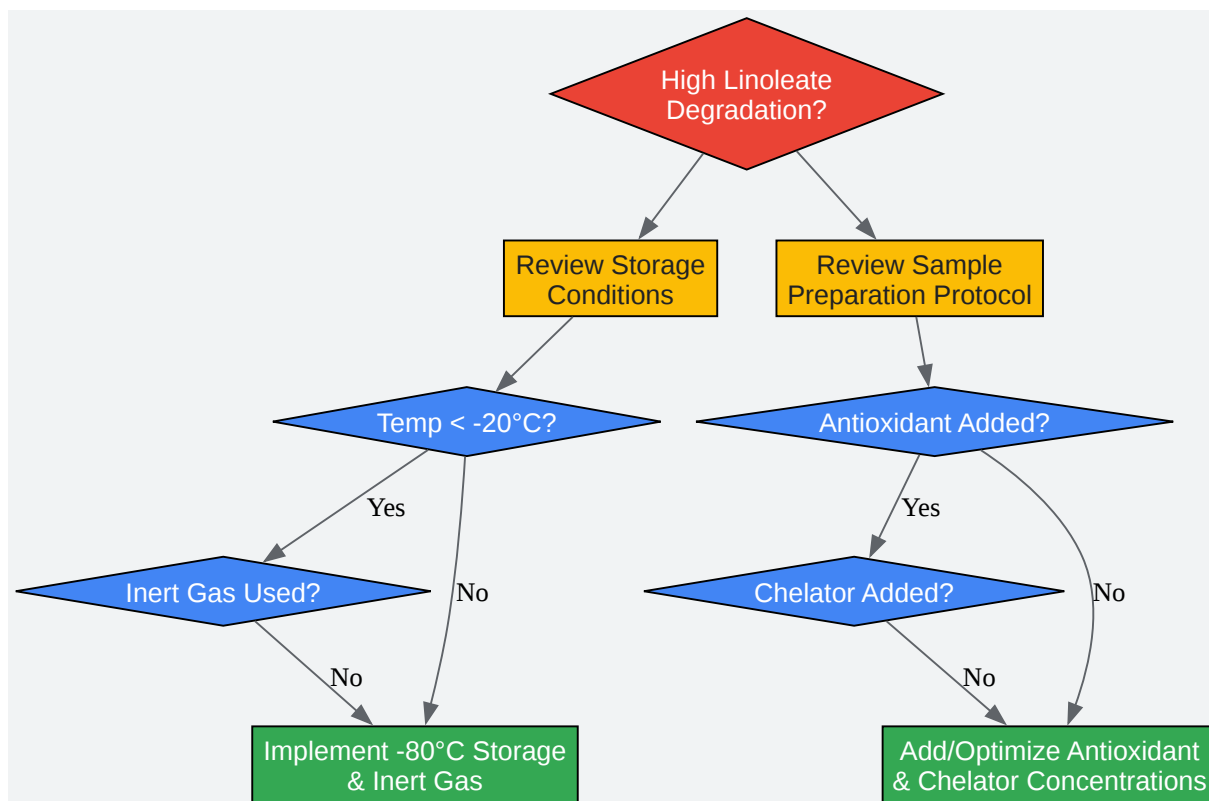 High Linoleate
Degradation?
Review Storage
Conditions
Review Sample
Preparation Protocol
Temp < -20°C?
Antioxidant Added?
Yes
Yes
Inert Gas Used?
No
Chelator Added?
No
No
No
Implement -80°C Storage
& Inert Gas
Add/Optimize Antioxidant
& Chelator Concentrations